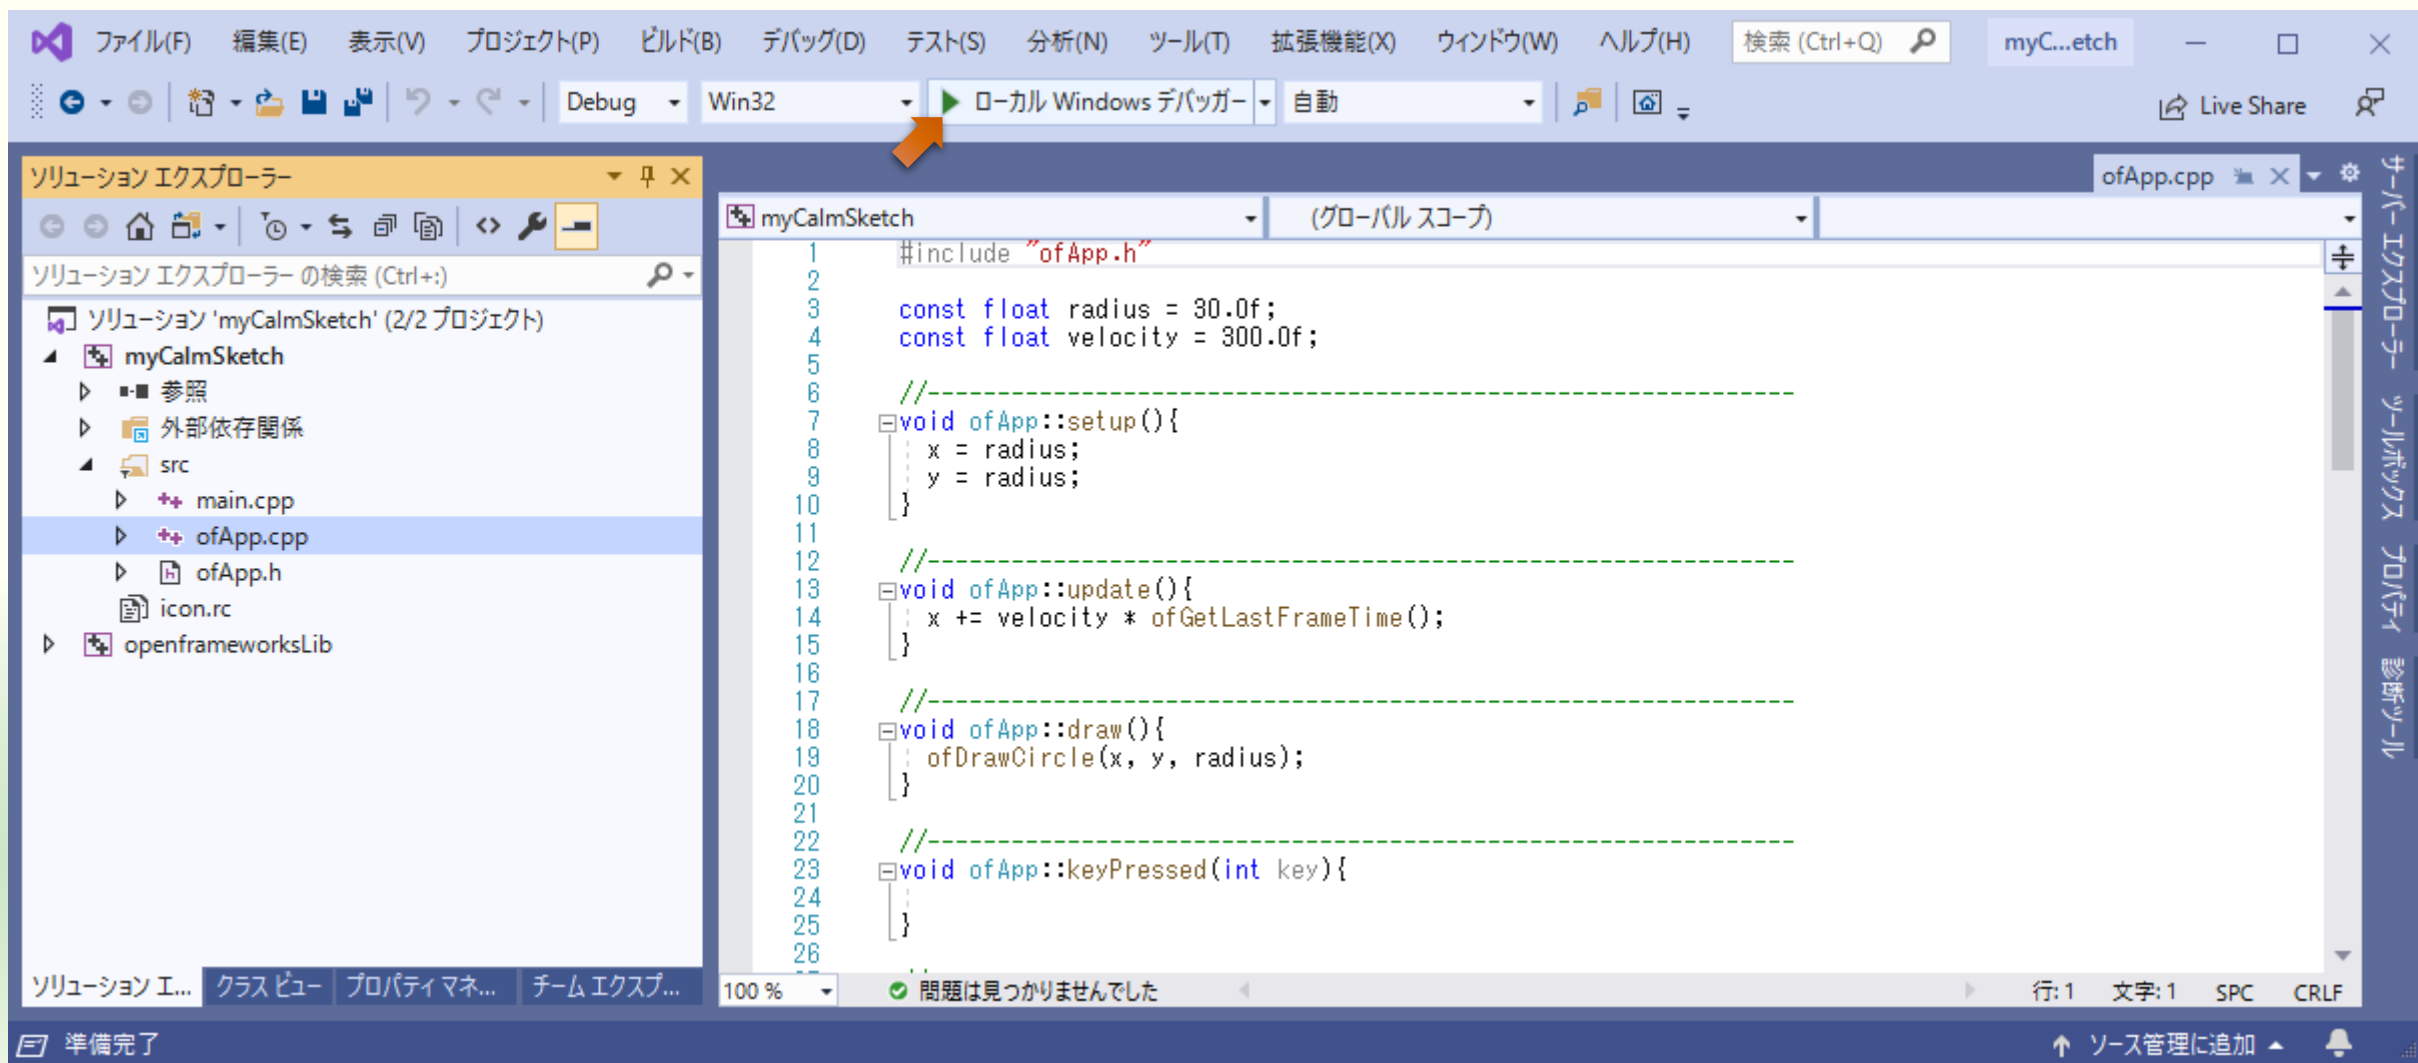 ファイル(F) 編集(E) 表示(V) プロジェクト(P) ビルド(B) デバッグ(D) テスト(S) 分析(N) ツール(T) 拡張機能(X) ウィンドウ(W) ヘルプ(H) 検索 (Ctrl+Q) myC...etch
Debug Win32 ローカル Windows デバッガー 自動 Live Share
ソリューション エクスプローラー
ソリューション エクスプローラー の検索 (Ctrl+:)
ソリューション 'myCalmSketch' (2/2 プロジェクト)
myCalmSketch
参照
外部依存関係
src
main.cpp
ofApp.cpp
ofApp.h
icon.rc
openframeworksLib
ソリューション エ... クラス ビュー プロパティ マネ... チーム エクスプ...
ofApp.cpp
myCalmSketch (グローバル スコープ)
1 #include "ofApp.h"
2
3 const float radius = 30.0f;
4 const float velocity = 300.0f;
5
6 //--------------------------------------------------------------
7 void ofApp::setup(){
8 x = radius;
9 y = radius;
10 }
11
12 //--------------------------------------------------------------
13 void ofApp::update(){
14 x += velocity * ofGetLastFrameTime();
15 }
16
17 //--------------------------------------------------------------
18 void ofApp::draw(){
19 ofDrawCircle(x, y, radius);
20 }
21
22 //--------------------------------------------------------------
23 void ofApp::keyPressed(int key){
24
25 }
26
100 % 問題は見つかりませんでした 行: 1 文字: 1 SPC CRLF
サーバー エクスプローラー
ツールボックス
プロパティ
診断ツール
準備完了 ソース管理に追加